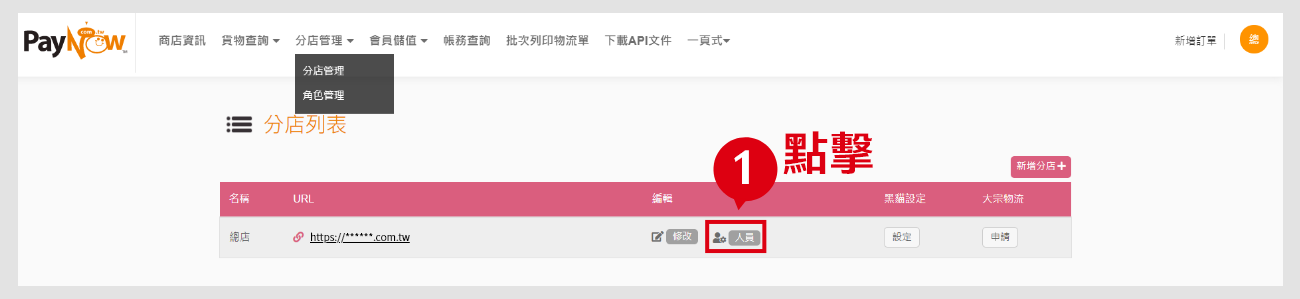 PayNow.com.tw
商店資訊 貨物查詢 分店管理 會員儲值 帳務查詢 批次列印物流單 下載API文件 一頁式 新增訂單 總
分店管理
角色管理
分店列表
1 點擊
新增分店
名稱 URL 編輯 黑貓設定 大宗物流
總店 https://******.com.tw 修改 人員 設定 申請